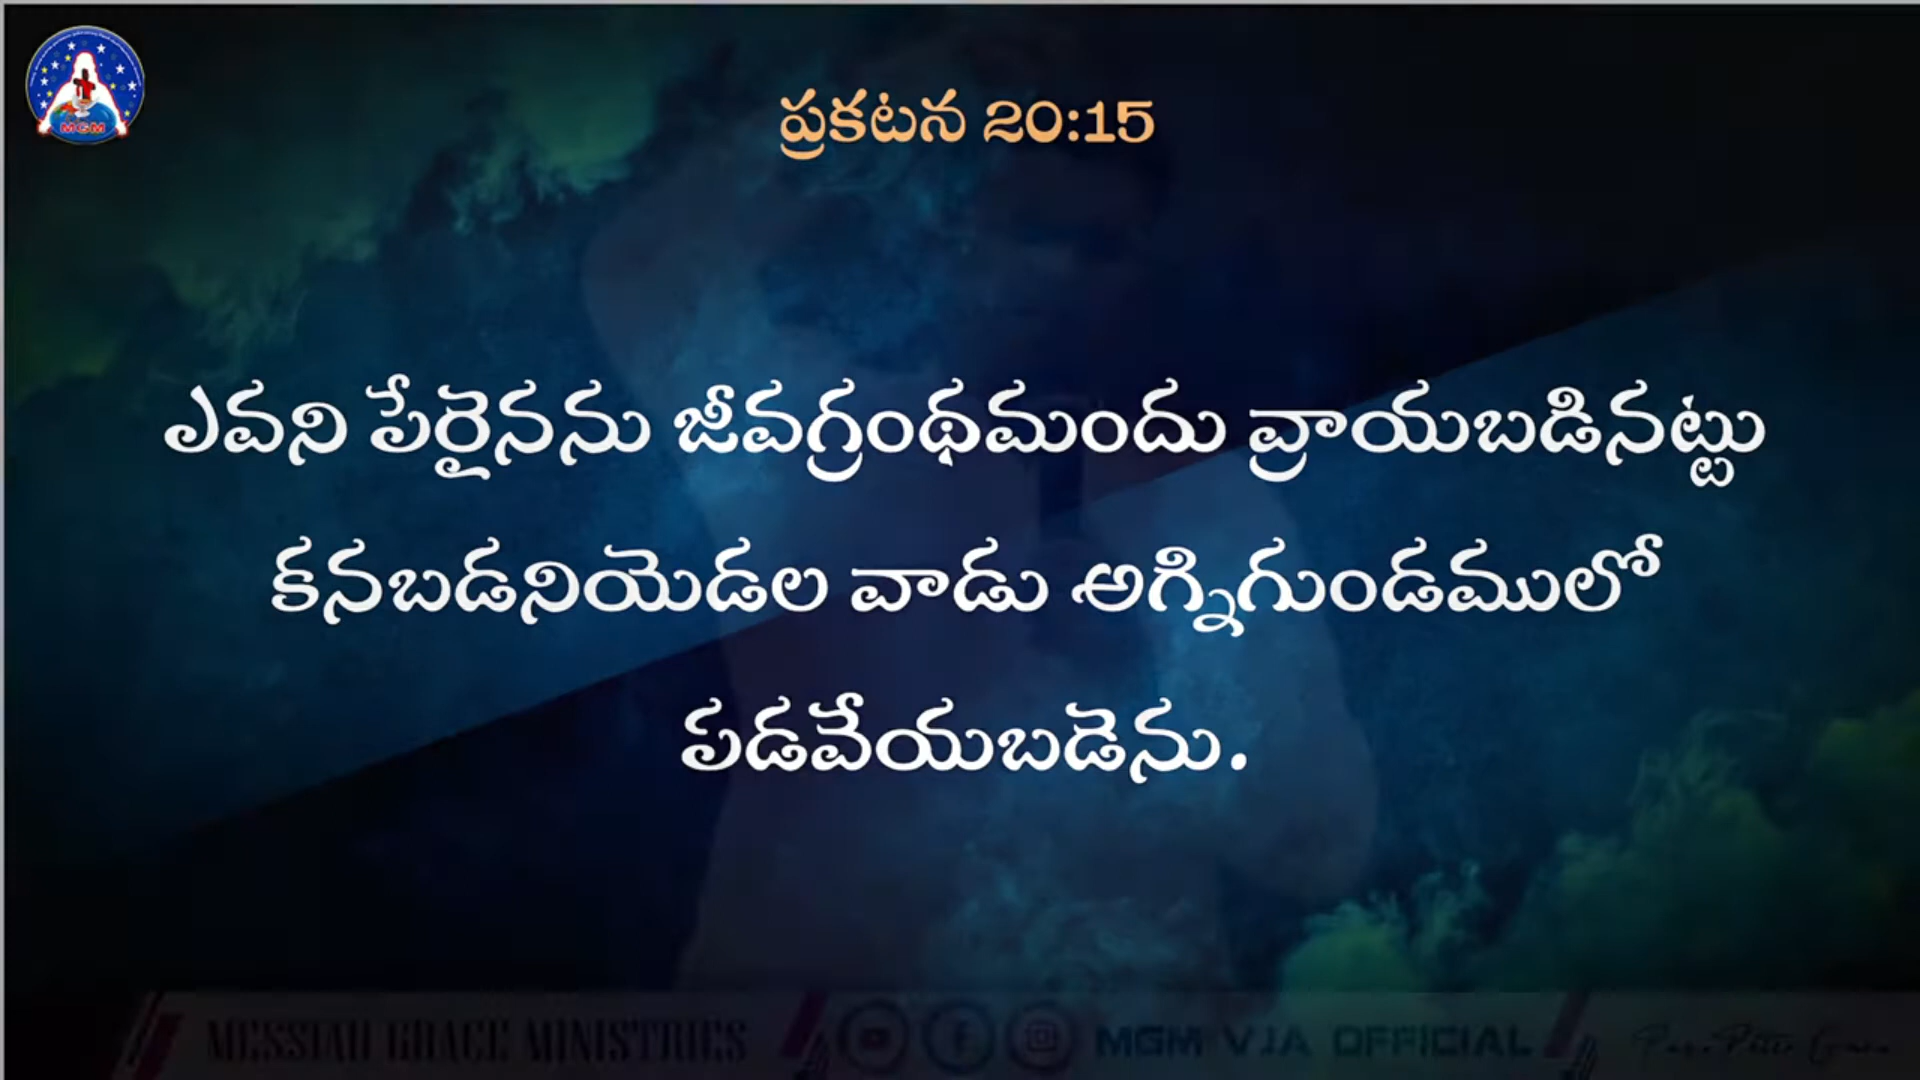 MGM
ప్రకటన 20:15
ఎవని పేరైనను జీవగ్రంథమందు వ్రాయబడినట్టు
కనబడనియెడల వాడు అగ్నిగుండములో
పడవేయబడెను.
MESSIAH GRACE MINISTRIES MGM VJA OFFICIAL